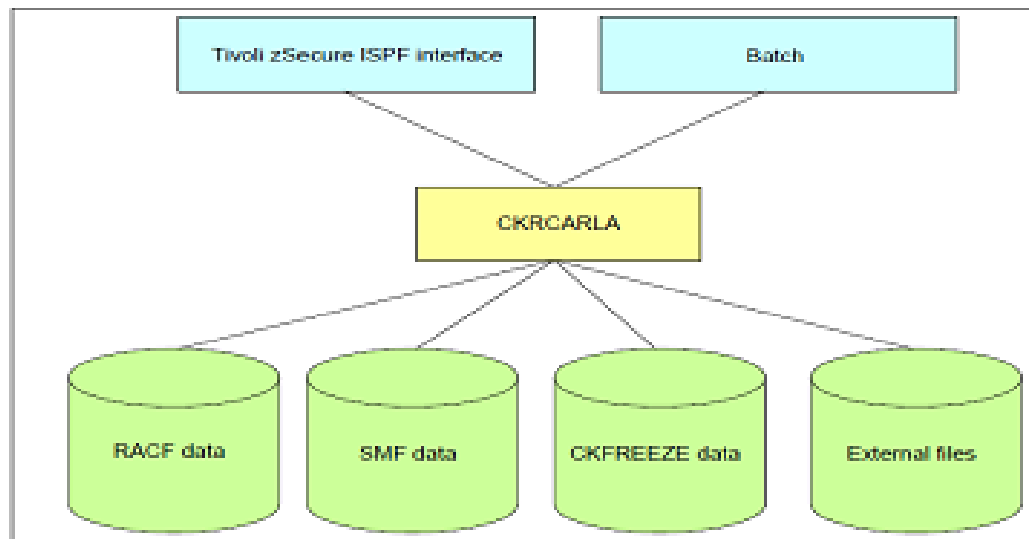 Tivoli zSecure ISPF interface
Batch
CKRCARLA
RACF data
SMF data
CKFREEZE data
External files